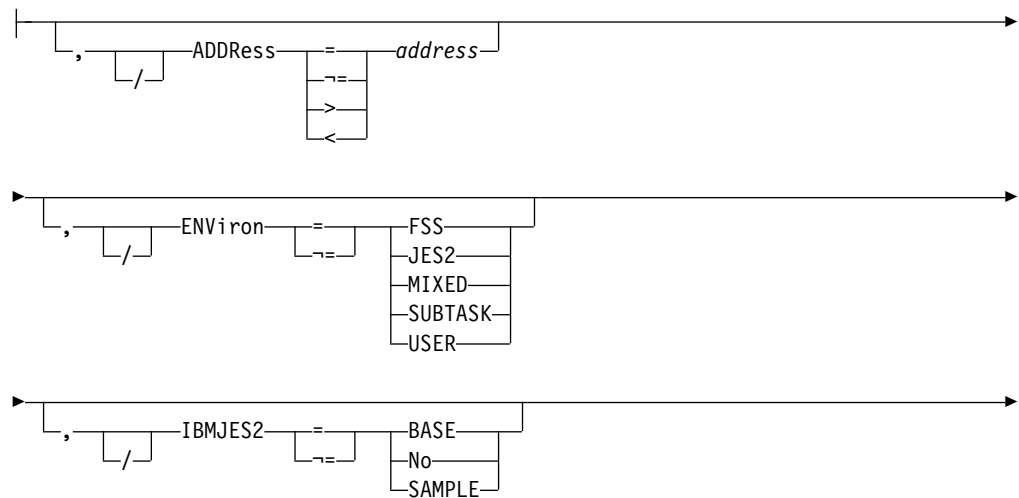 , / ADDRess = address
¬=
>
<
, / ENViron = FSS
¬= JES2
MIXED
SUBTASK
USER
, / IBMJES2 = BASE
¬= No
SAMPLE